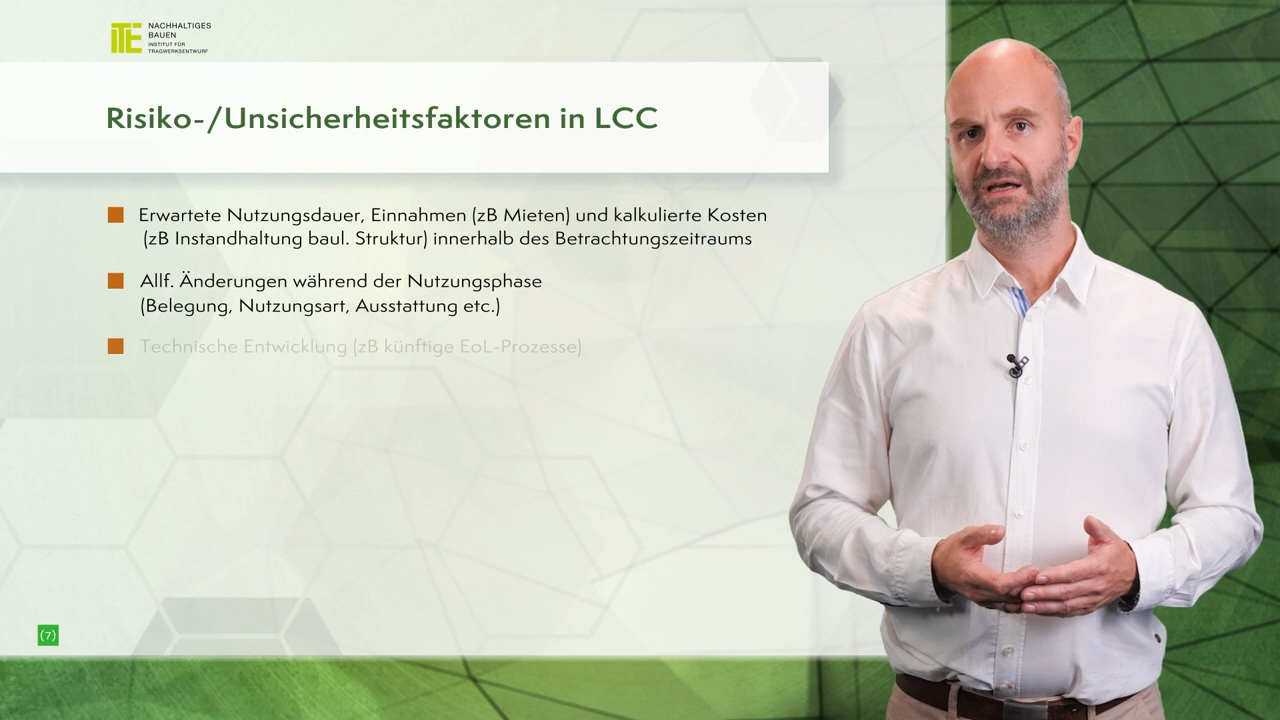 NACHHALTIGES
BAUEN
INSTITUT FÜR
TRAGWERKSENTWURF
Risiko-/Unsicherheitsfaktoren in LCC
Erwartete Nutzungsdauer, Einnahmen (zB Mieten) und kalkulierte Kosten
(zB Instandhaltung baul. Struktur) innerhalb des Betrachtungszeitraums
Allf. Änderungen während der Nutzungsphase
(Belegung, Nutzungsart, Ausstattung etc.)
Technische Entwicklung (zB künftige EoL-Prozesse)
(7)